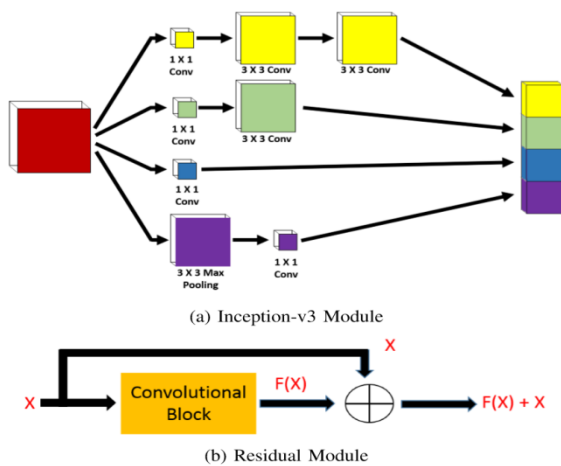 1 X 1
Conv
3 X 3 Conv
3 X 3 Conv
1 X 1
Conv
3 X 3 Conv
1 X 1
Conv
3 X 3 Max
Pooling
1 X 1
Conv
(a) Inception-v3 Module
X
X
Convolutional
Block
F(X)
F(X) + X
(b) Residual Module